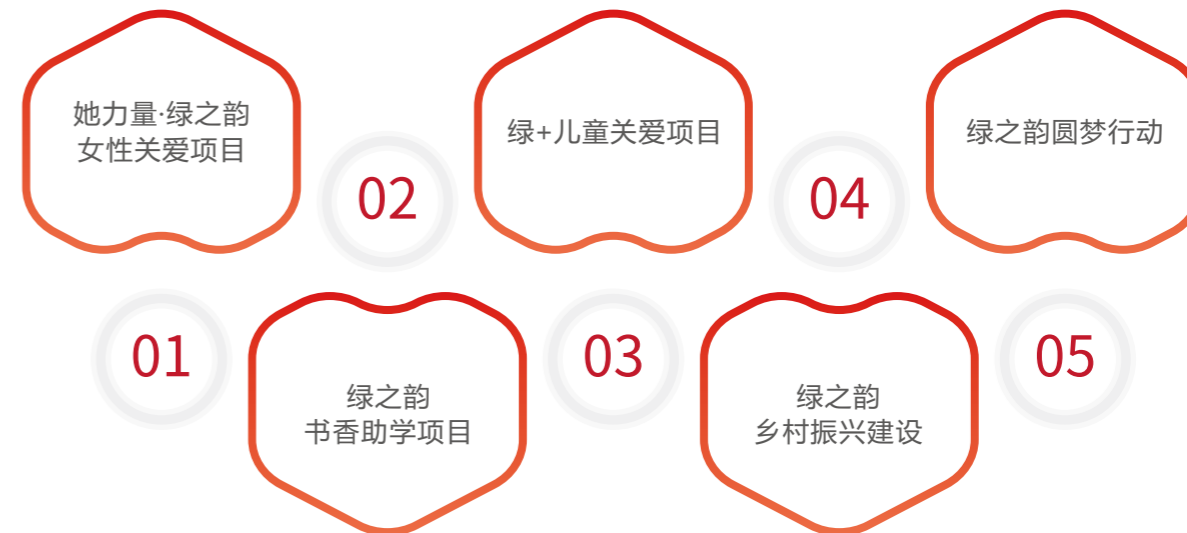 她力量·绿之韵
女性关爱项目
01
02
绿之韵
书香助学项目
绿+儿童关爱项目
03
04
绿之韵
乡村振兴建设
绿之韵圆梦行动
05